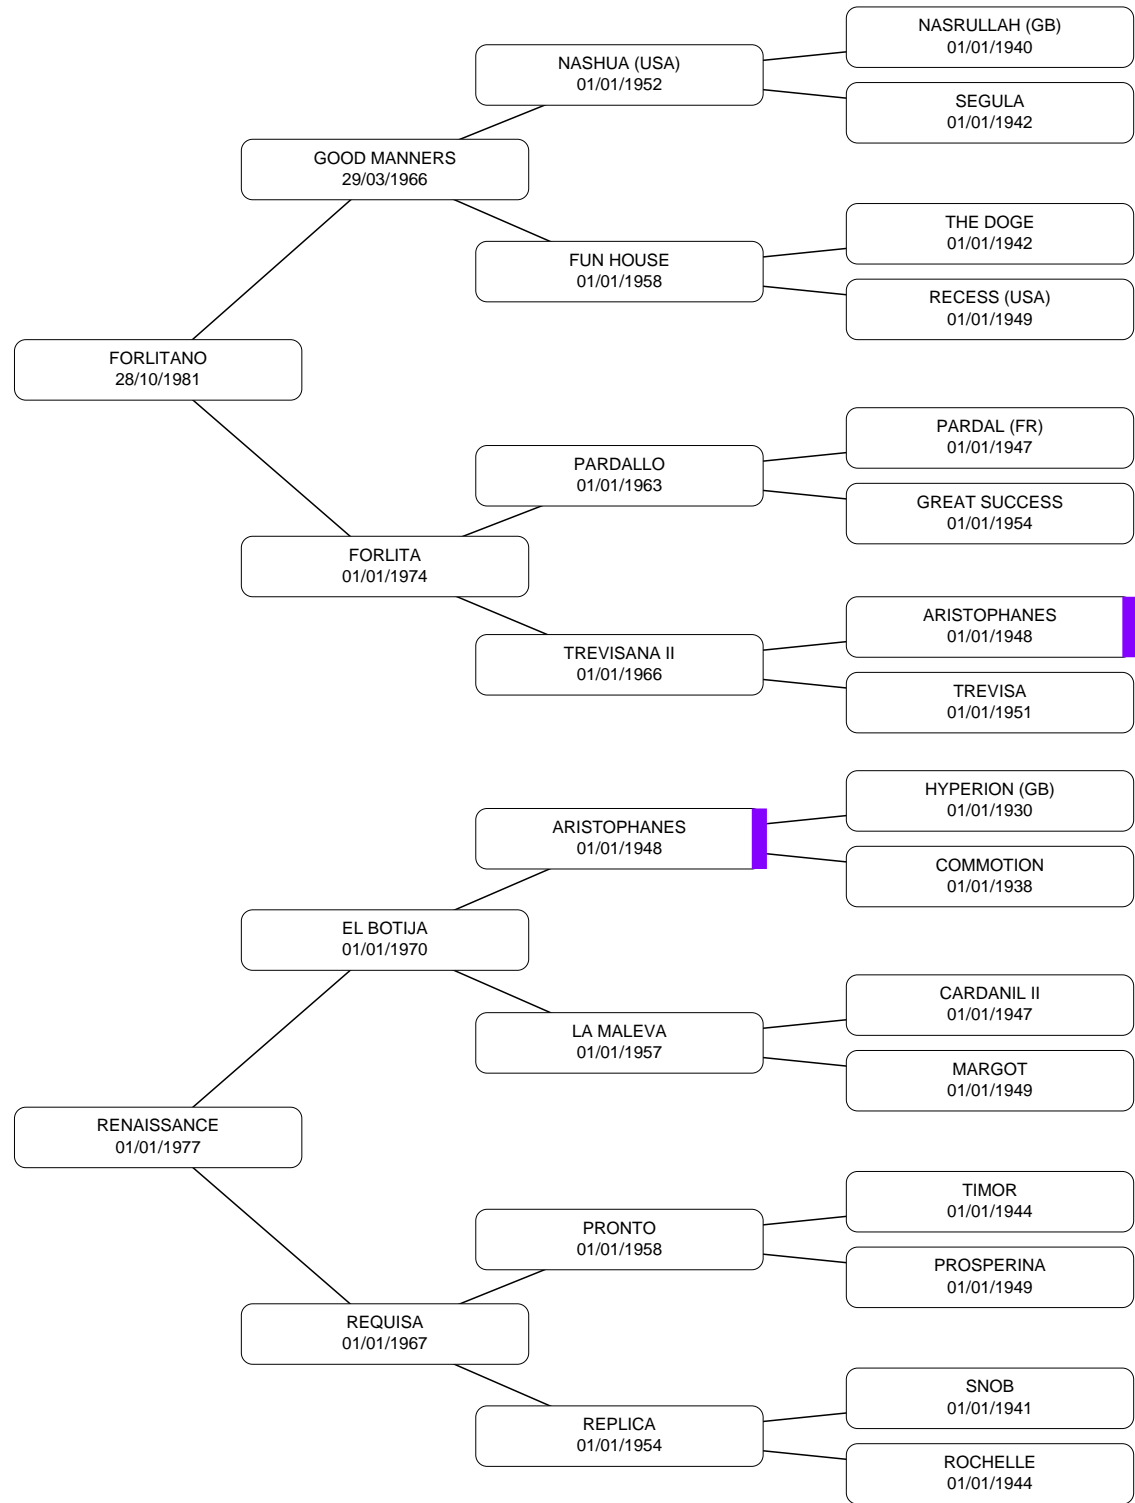 NASRULLAH (GB)
01/01/1940
NASHUA (USA)
01/01/1952
SEGULA
01/01/1942
GOOD MANNERS
29/03/1966
THE DOGE
01/01/1942
FUN HOUSE
01/01/1958
RECESS (USA)
01/01/1949
FORLITANO
28/10/1981
PARDAL (FR)
01/01/1947
PARDALLO
01/01/1963
GREAT SUCCESS
01/01/1954
FORLITA
01/01/1974
ARISTOPHANES
01/01/1948
TREVISANA II
01/01/1966
TREVISA
01/01/1951
HYPERION (GB)
01/01/1930
ARISTOPHANES
01/01/1948
COMMOTION
01/01/1938
EL BOTIJA
01/01/1970
CARDANIL II
01/01/1947
LA MALEVA
01/01/1957
MARGOT
01/01/1949
RENAISSANCE
01/01/1977
TIMOR
01/01/1944
PRONTO
01/01/1958
PROSPERINA
01/01/1949
REQUISA
01/01/1967
SNOB
01/01/1941
REPLICA
01/01/1954
ROCHELLE
01/01/1944